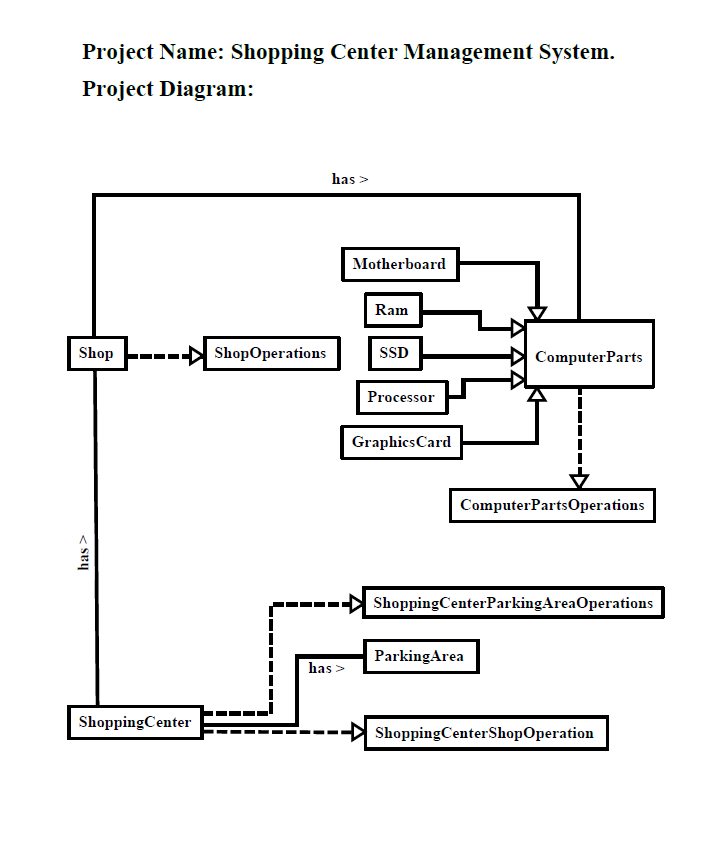 Project Name: Shopping Center Management System.
Project Diagram:
has >
Motherboard
Ram
Shop
ShopOperations
SSD
ComputerParts
Processor
GraphicsCard
ComputerPartsOperations
has >
ShoppingCenterParkingAreaOperations
ParkingArea
has >
ShoppingCenter
ShoppingCenterShopOperation